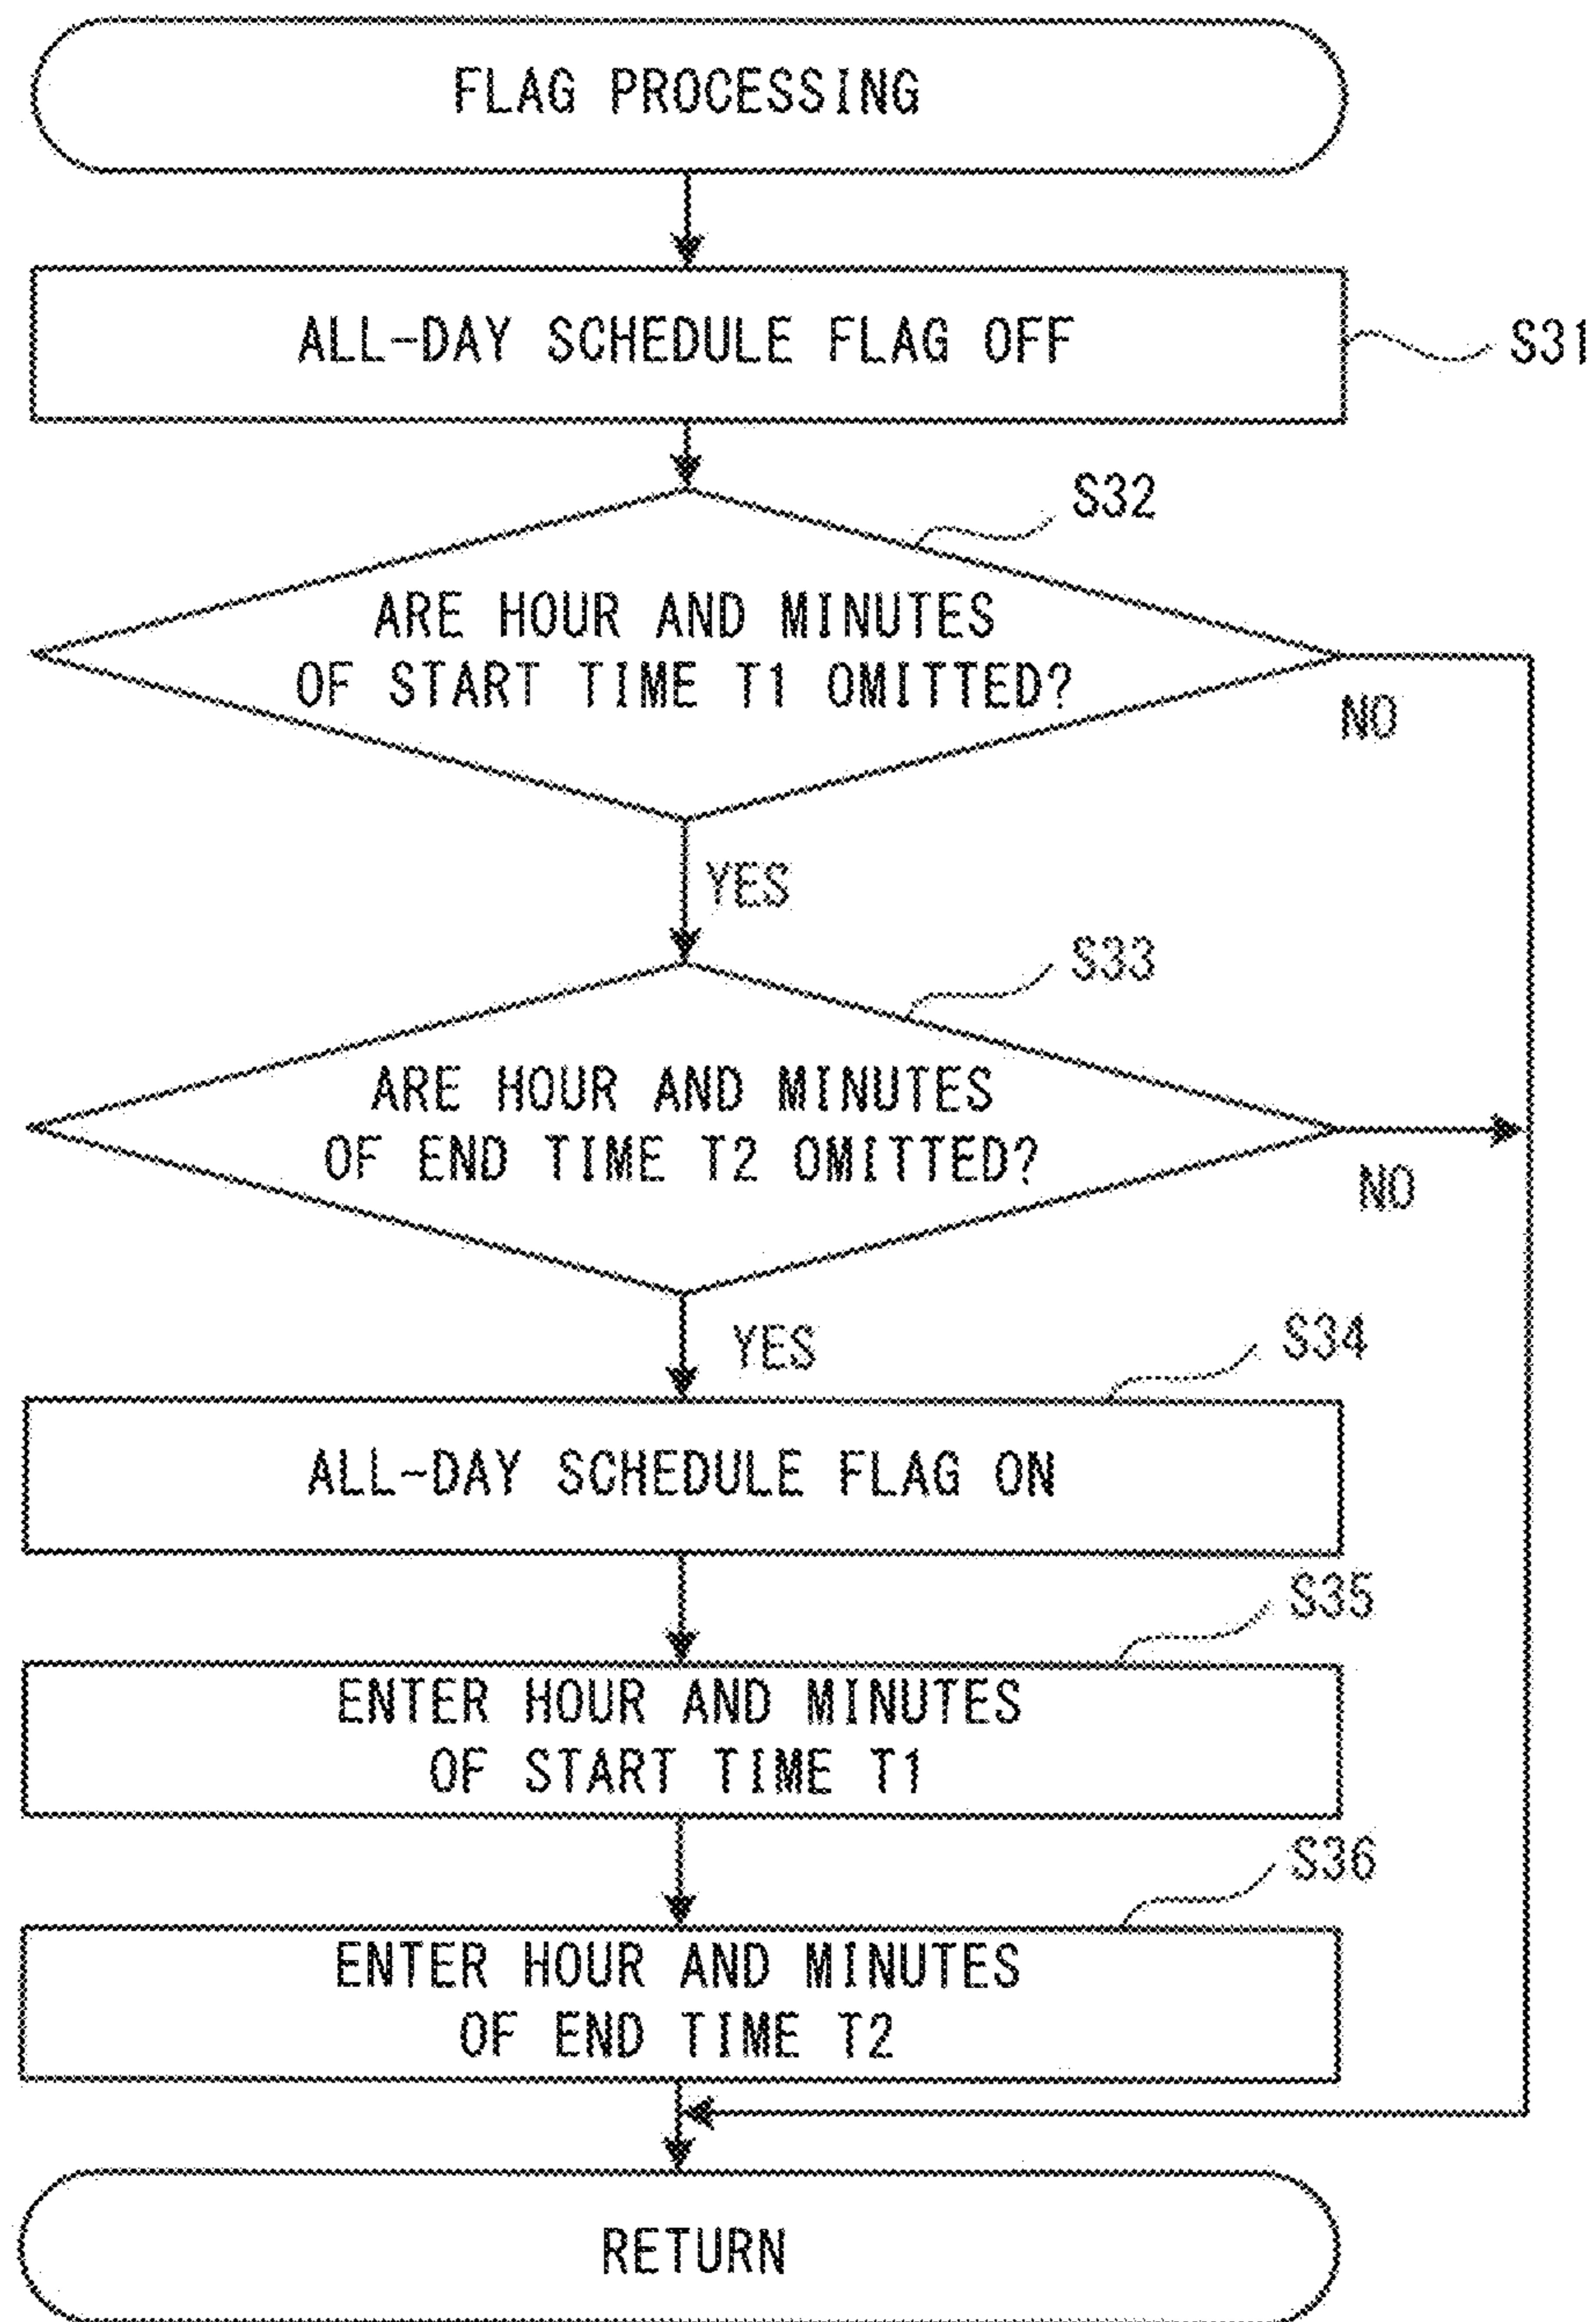 FLAG PROCESSING
ALL-DAY SCHEDULE FLAG OFF
S31
S32
ARE HOUR AND MINUTES
OF START TIME T1 OMITTED?
NO
YES
S33
ARE HOUR AND MINUTES
OF END TIME T2 OMITTED?
NO
YES
S34
ALL-DAY SCHEDULE FLAG ON
S35
ENTER HOUR AND MINUTES
OF START TIME T1
S36
ENTER HOUR AND MINUTES
OF END TIME T2
RETURN